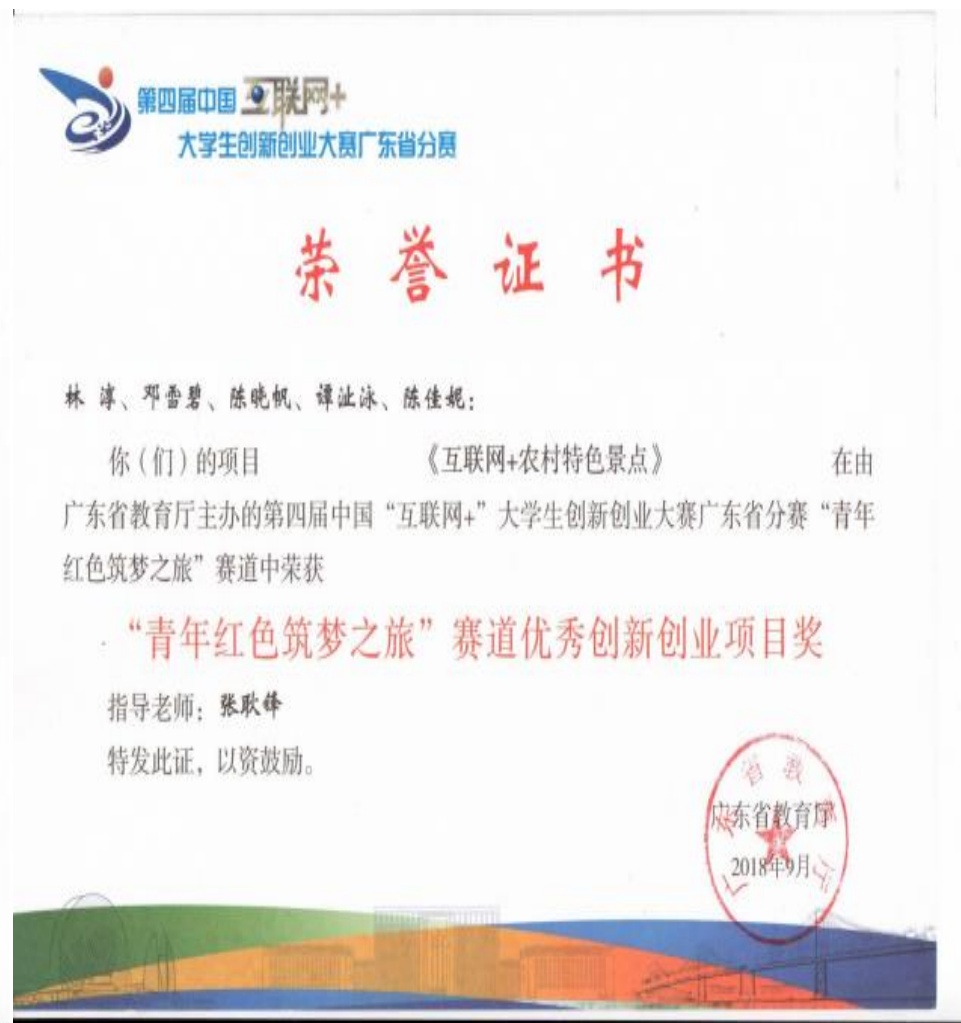 第四届中国互联网+
大学生创新创业大赛广东省分赛
荣誉证书
林 淳、邓雪碧、陈晓帆、谭沚泳、陈佳妮：
你（们）的项目 《互联网+农村特色景点》 在由
广东省教育厅主办的第四届中国“互联网+”大学生创新创业大赛广东省分赛“青年
红色筑梦之旅”赛道中荣获
“青年红色筑梦之旅”赛道优秀创新创业项目奖
指导老师：张耿锋
特发此证，以资鼓励。
广东省教育厅
广东省教育厅
2018年9月